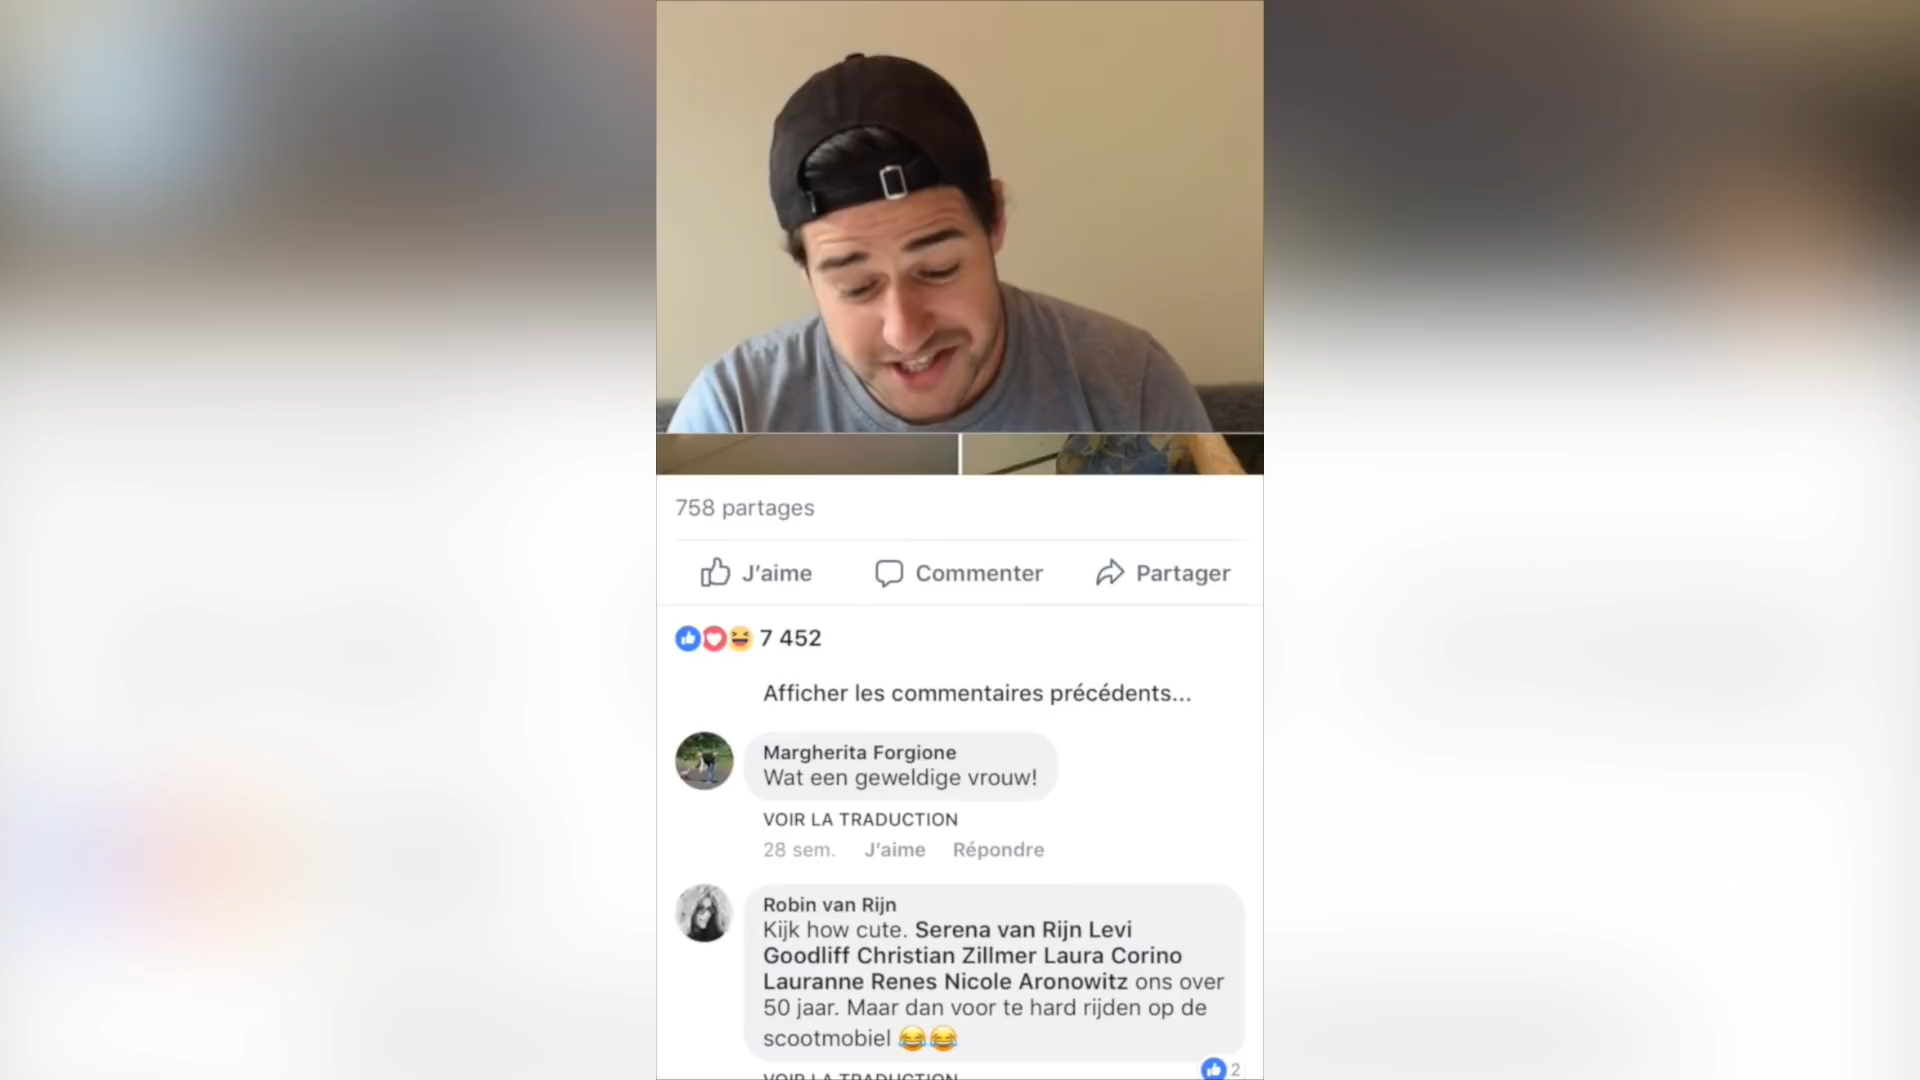 758 partages
J'aime Commenter Partager
7 452
Afficher les commentaires précédents...
Margherita Forgione
Wat een geweldige vrouw!
VOIR LA TRADUCTION
28 sem. J'aime Répondre
Robin van Rijn
Kijk how cute. Serena van Rijn Levi
Goodliff Christian Zillmer Laura Corino
Lauranne Renes Nicole Aronowitz ons over
50 jaar. Maar dan voor te hard rijden op de
scootmobiel 😂😂
VOIR LA TRADUCTION 2